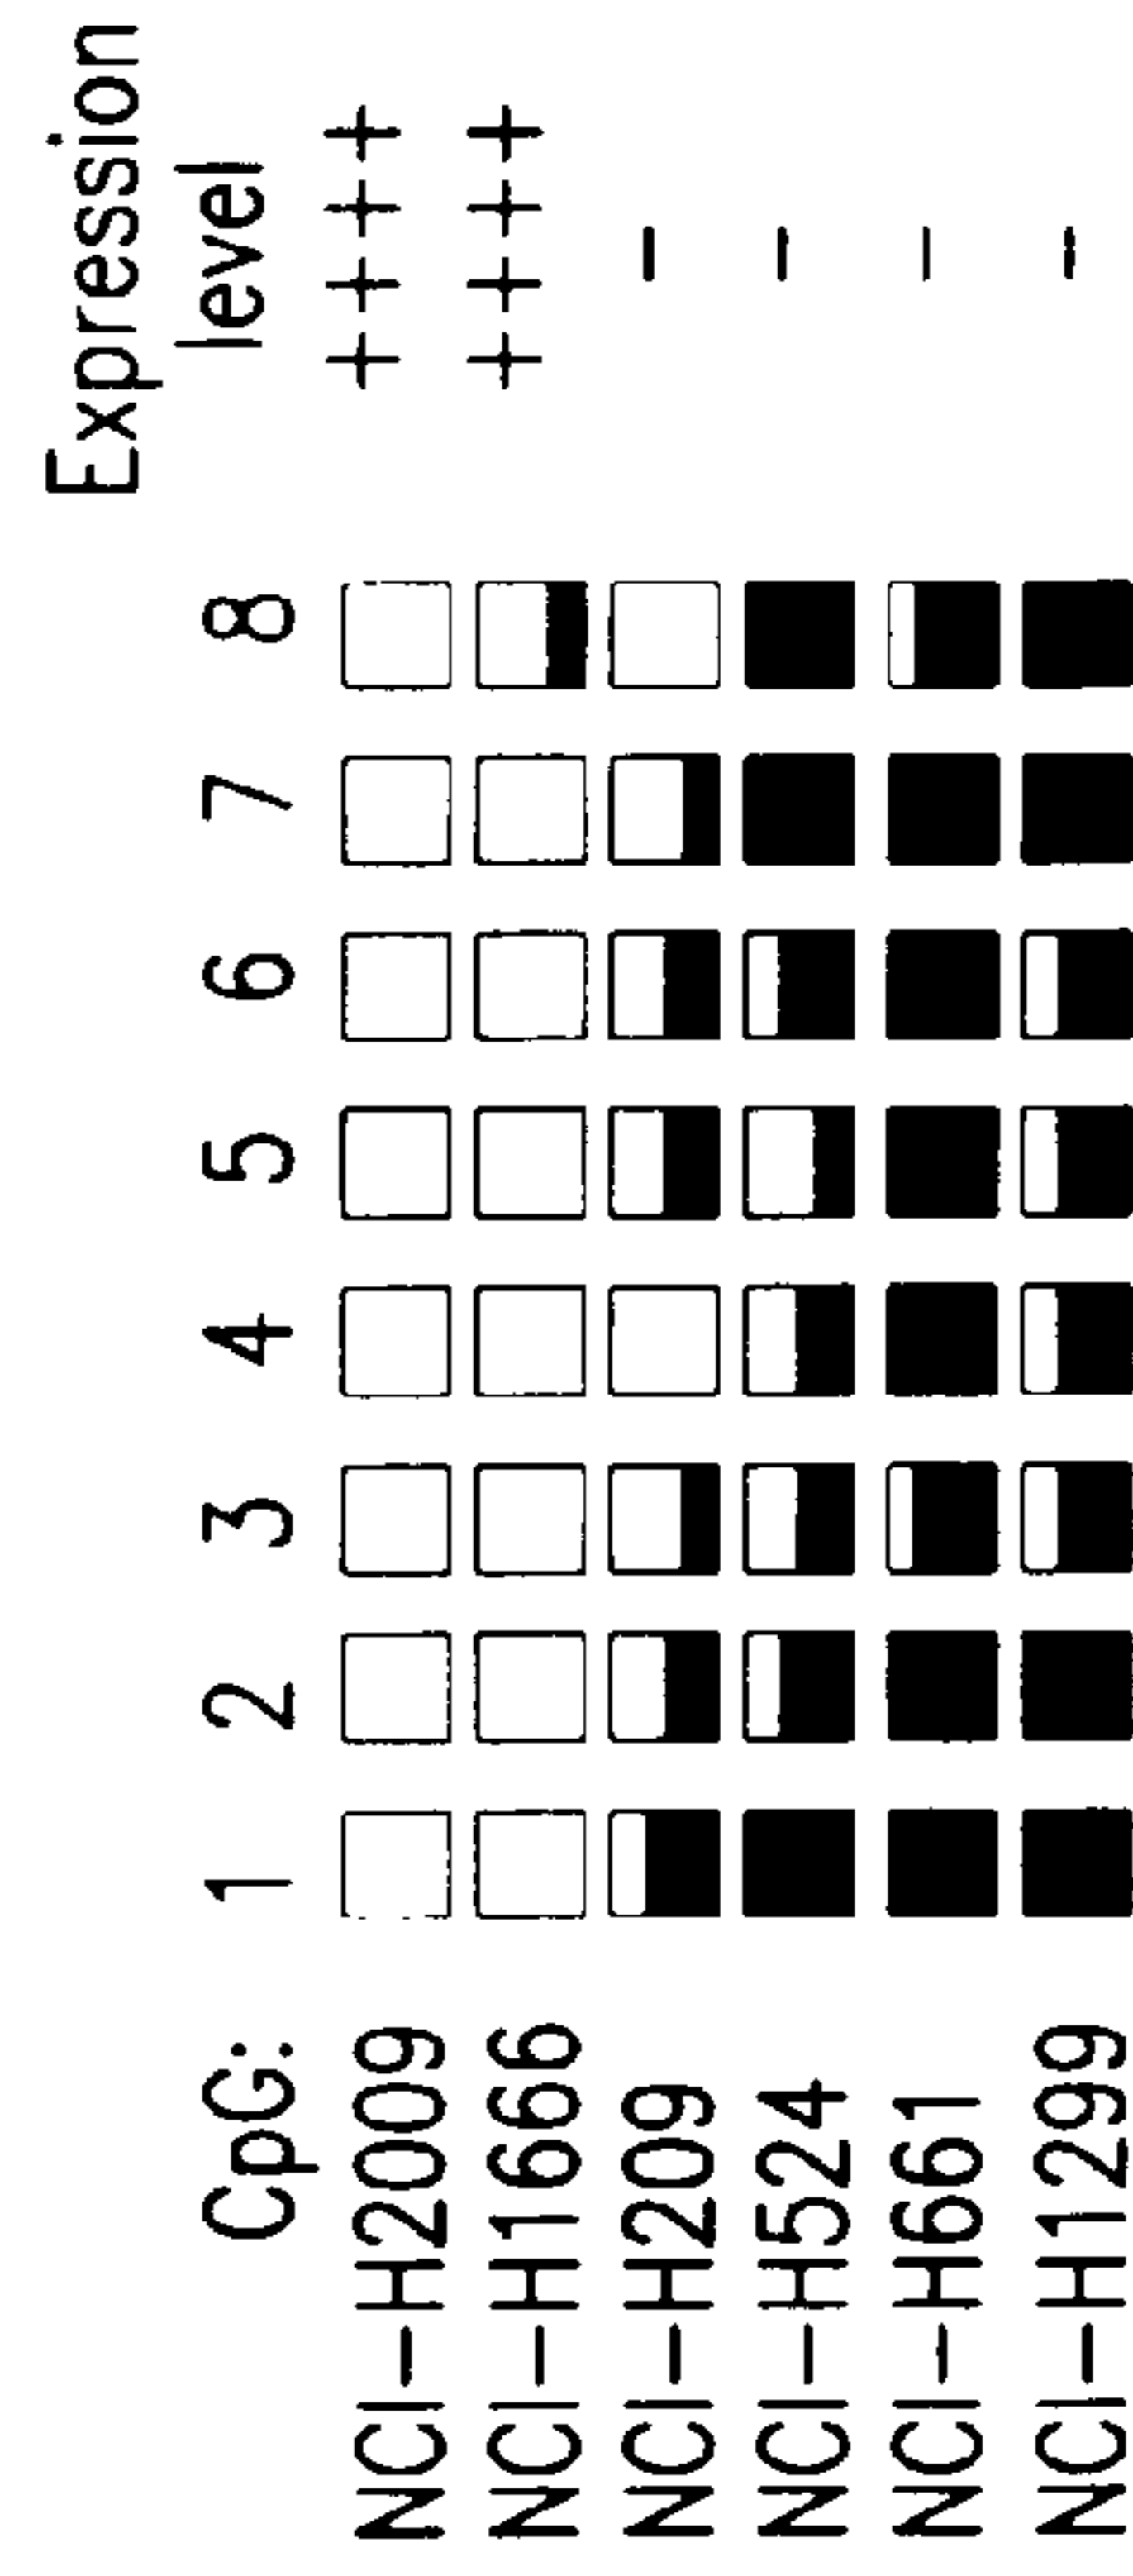 Expression
CpG: 1 2 3 4 5 6 7 8 level
NCI-H2009 ++++
NCI-H1666 ++++
NCI-H209 -
NCI-H524 -
NCI-H661 -
NCI-H1299 -